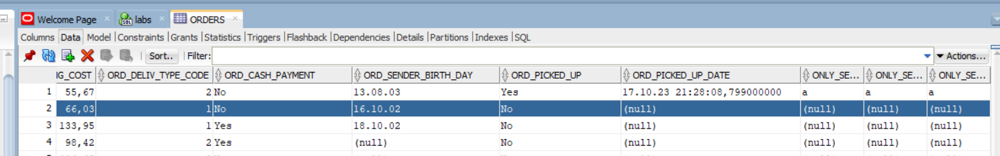 Welcome Page labs ORDERS
Columns Data Model Constraints Grants Statistics Triggers Flashback Dependencies Details Partitions Indexes SQL
Sort.. Filter: Actions...
IG_COST ORD_DELIV_TYPE_CODE ORD_CASH_PAYMENT ORD_SENDER_BIRTH_DAY ORD_PICKED_UP ORD_PICKED_UP_DATE ONLY_SE... ONLY_SE... ONLY_SE...
1 55,67 2 No 13.08.03 Yes 17.10.23 21:28:08,799000000 a a a
2 66,03 1 No 16.10.02 No (null) (null) (null) (null)
3 133,95 1 Yes 18.10.02 No (null) (null) (null) (null)
4 98,42 2 Yes (null) No (null) (null) (null) (null)